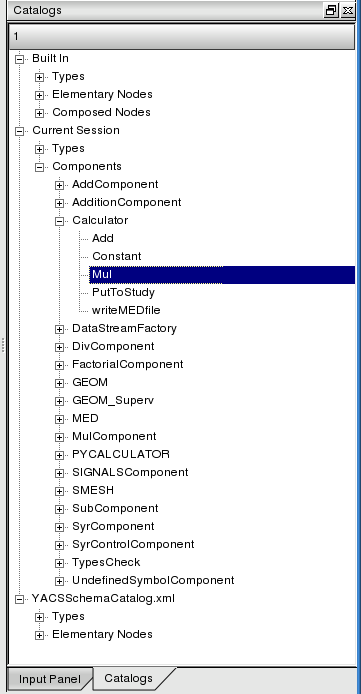 Catalogs
1
Built In
Types
Elementary Nodes
Composed Nodes
Current Session
Types
Components
AddComponent
AdditionComponent
Calculator
Add
Constant
Mul
PutToStudy
writeMEDfile
DataStreamFactory
DivComponent
FactorialComponent
GEOM
GEOM_Superv
MED
MulComponent
PYCALCULATOR
SIGNALSComponent
SMESH
SubComponent
SyrComponent
SyrControlComponent
TypesCheck
UndefinedSymbolComponent
YACSSchemaCatalog.xml
Types
Elementary Nodes
Input Panel Catalogs